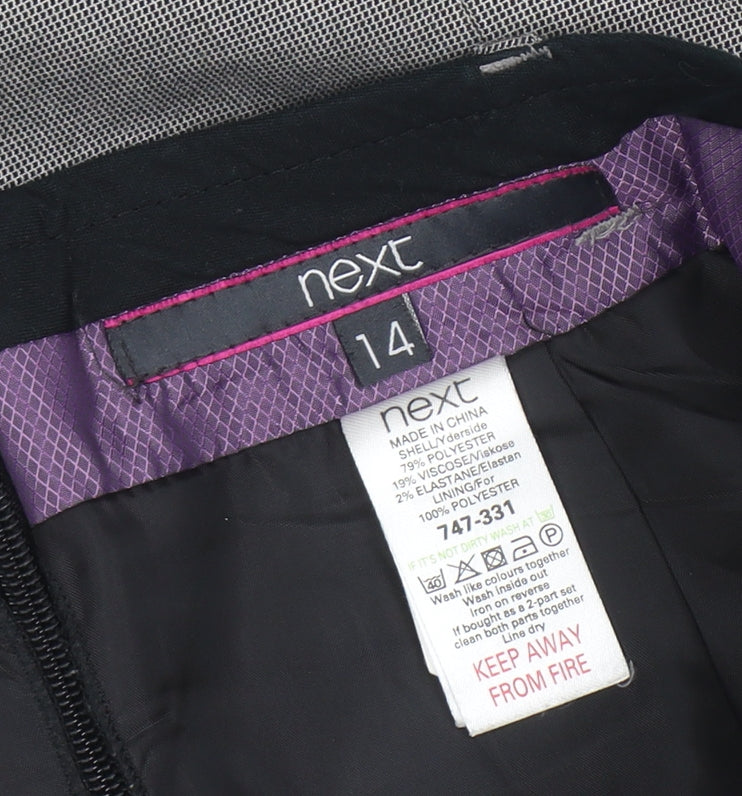 next
14
next
MADE IN CHINA
SHELL/Yderside
79% POLYESTER
19% VISCOSE/Viskose
2% ELASTANE/Elastan
LINING/For
100% POLYESTER
747-331
IF IT'S NOT DIRTY WASH AT 30
40 P
Wash like colours together
Wash inside out
Iron on reverse
If bought as a 2-part set
clean both parts together
Line dry
KEEP AWAY
FROM FIRE